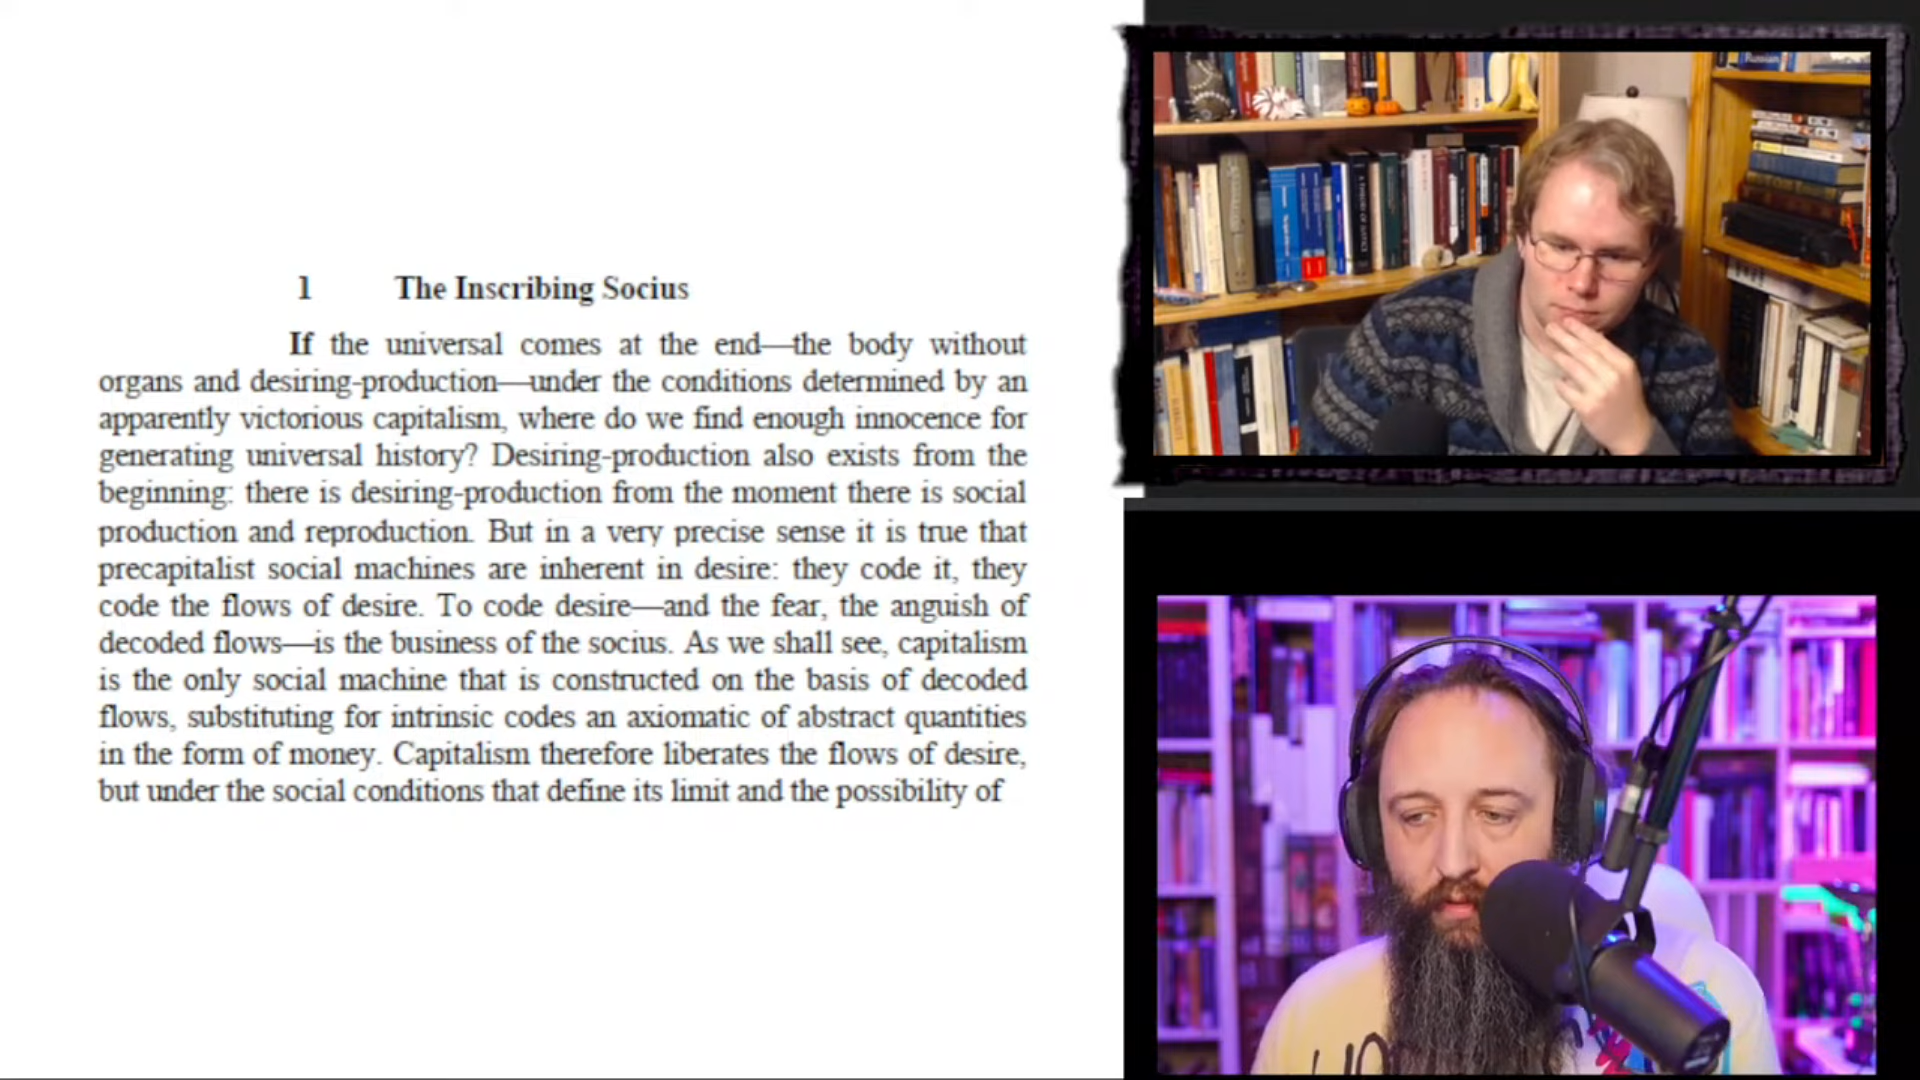 1 The Inscribing Socius
If the universal comes at the end—the body without
organs and desiring-production—under the conditions determined by an
apparently victorious capitalism, where do we find enough innocence for
generating universal history? Desiring-production also exists from the
beginning: there is desiring-production from the moment there is social
production and reproduction. But in a very precise sense it is true that
precapitalist social machines are inherent in desire: they code it, they
code the flows of desire. To code desire—and the fear, the anguish of
decoded flows—is the business of the socius. As we shall see, capitalism
is the only social machine that is constructed on the basis of decoded
flows, substituting for intrinsic codes an axiomatic of abstract quantities
in the form of money. Capitalism therefore liberates the flows of desire,
but under the social conditions that define its limit and the possibility of
Russian
A THEORY OF JUSTICE